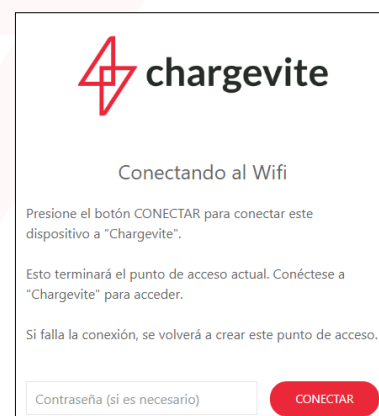 chargevite
Conectando al Wifi
Presione el botón CONECTAR para conectar este
dispositivo a "Chargevite".
Esto terminará el punto de acceso actual. Conéctese a
"Chargevite" para acceder.
Si falla la conexión, se volverá a crear este punto de acceso.
Contraseña (si es necesario)
CONECTAR